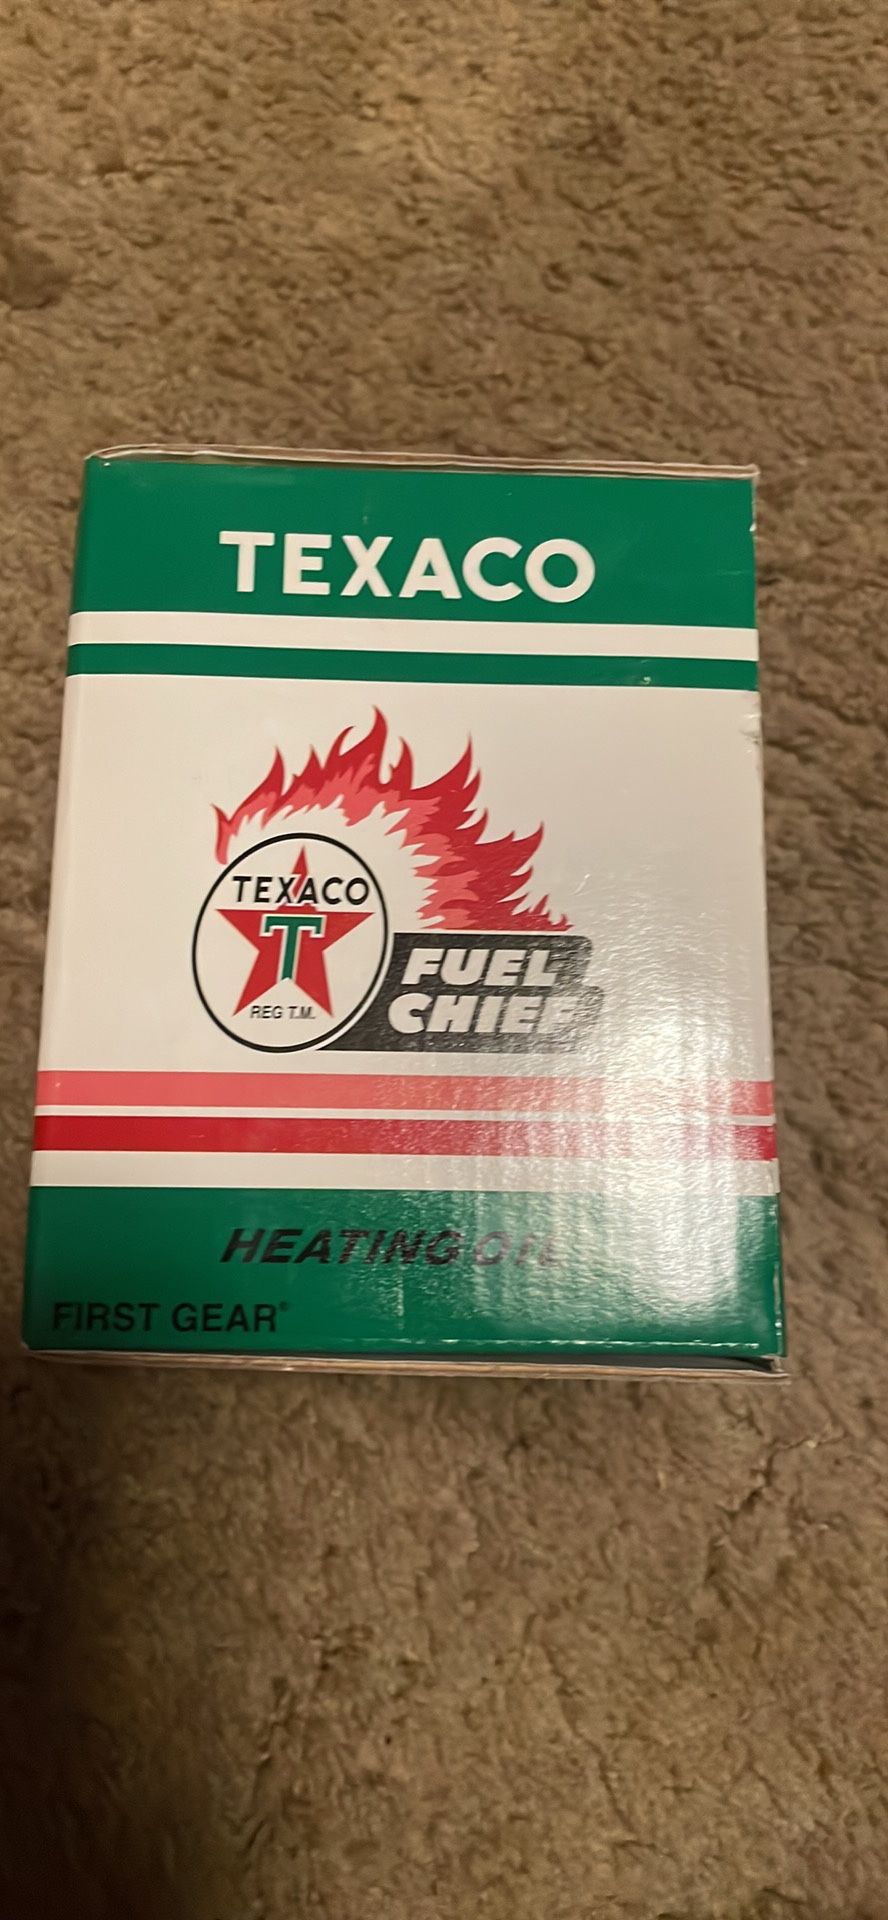 TEXACO
TEXACO
T
REG T.M.
FUEL
CHIEF
HEATING OIL
FIRST GEAR®